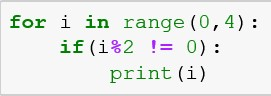 for i in range(0,4):
    if(i%2 != 0):
        print(i)